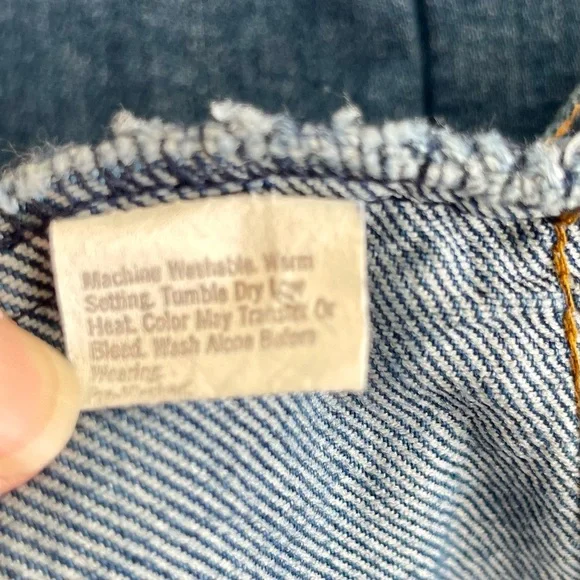 Machine Washable. Warm
Setting. Tumble Dry Low
Heat. Color May Transfer Or
Bleed. Wash Alone Before
Wearing.